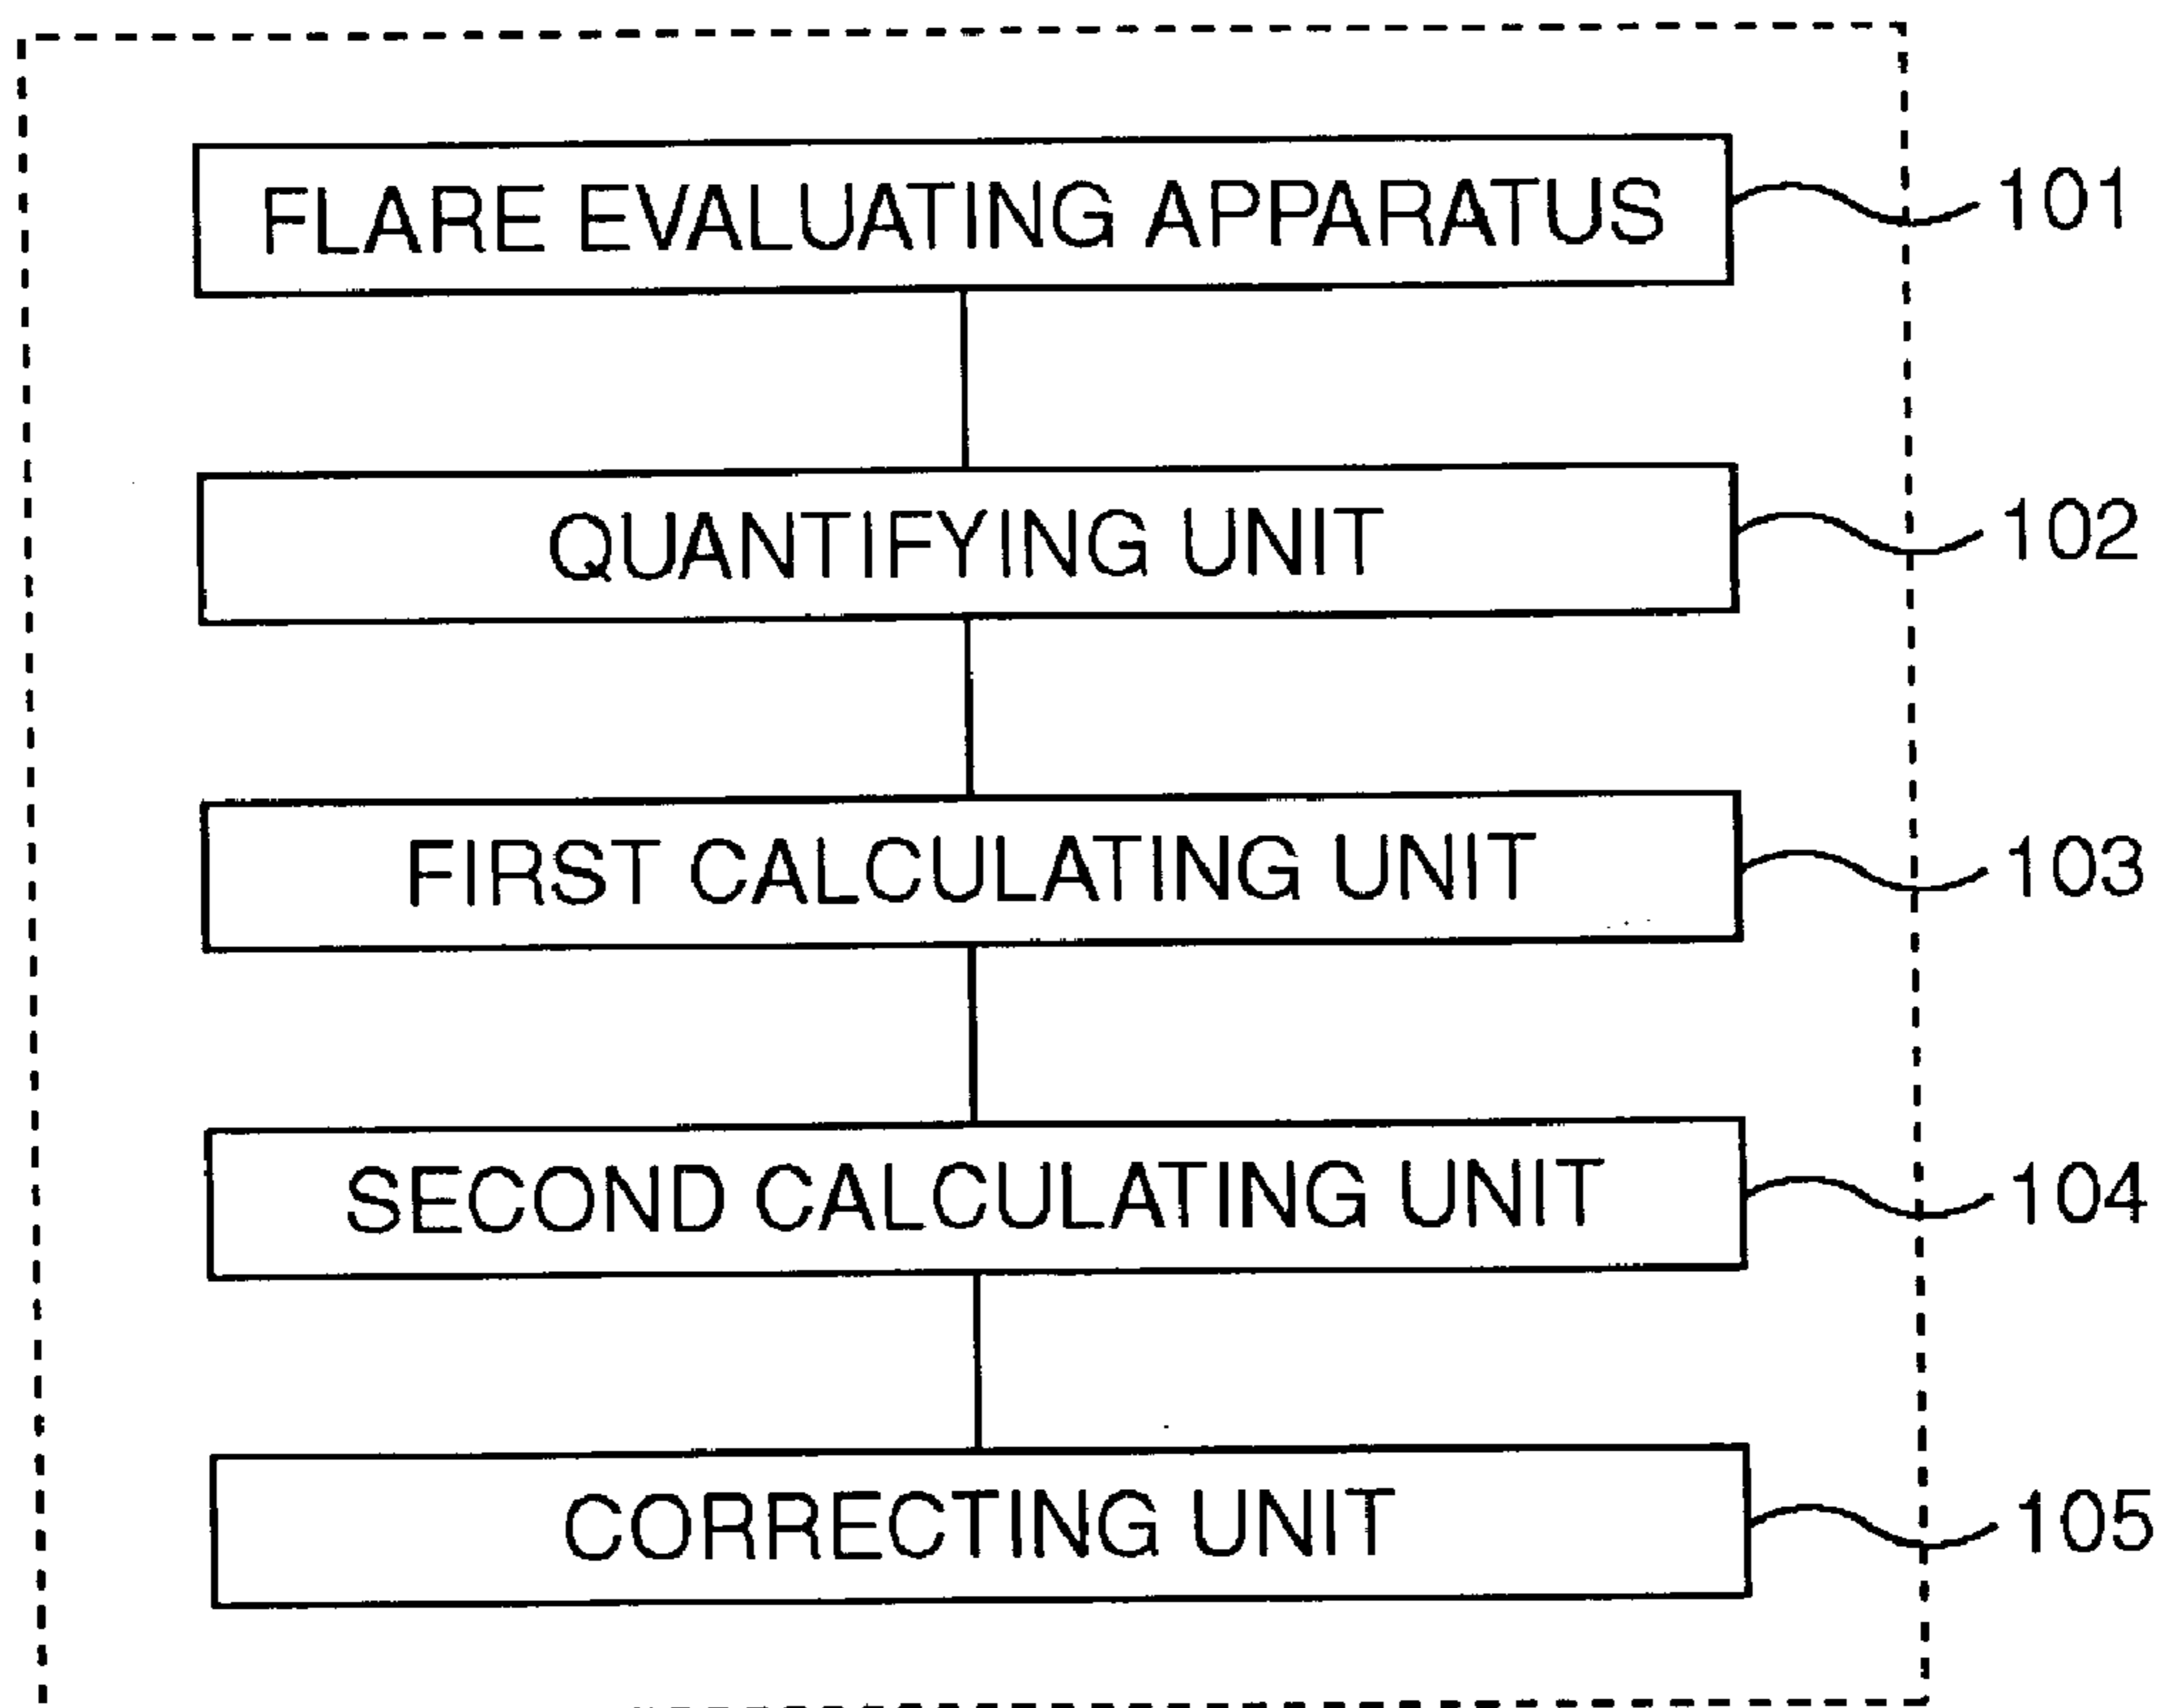 FLARE EVALUATING APPARATUS 101
QUANTIFYING UNIT 102
FIRST CALCULATING UNIT 103
SECOND CALCULATING UNIT 104
CORRECTING UNIT 105